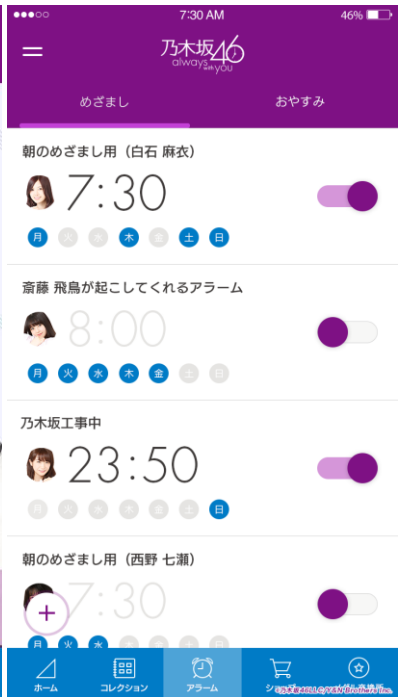 7:30 AM
46%
乃木坂46
always
with
you
めざまし
おやすみ
朝のめざまし用（白石 麻衣）
7:30
月 火 水 木 金 土 日
斎藤 飛鳥が起こしてくれるアラーム
8:00
月 火 水 木 金 土 日
乃木坂工事中
23:50
月 火 水 木 金 土 日
朝のめざまし用（西野 七瀬）
7:30
月 火 水 木 金 土 日
+
ホーム
コレクション
アラーム